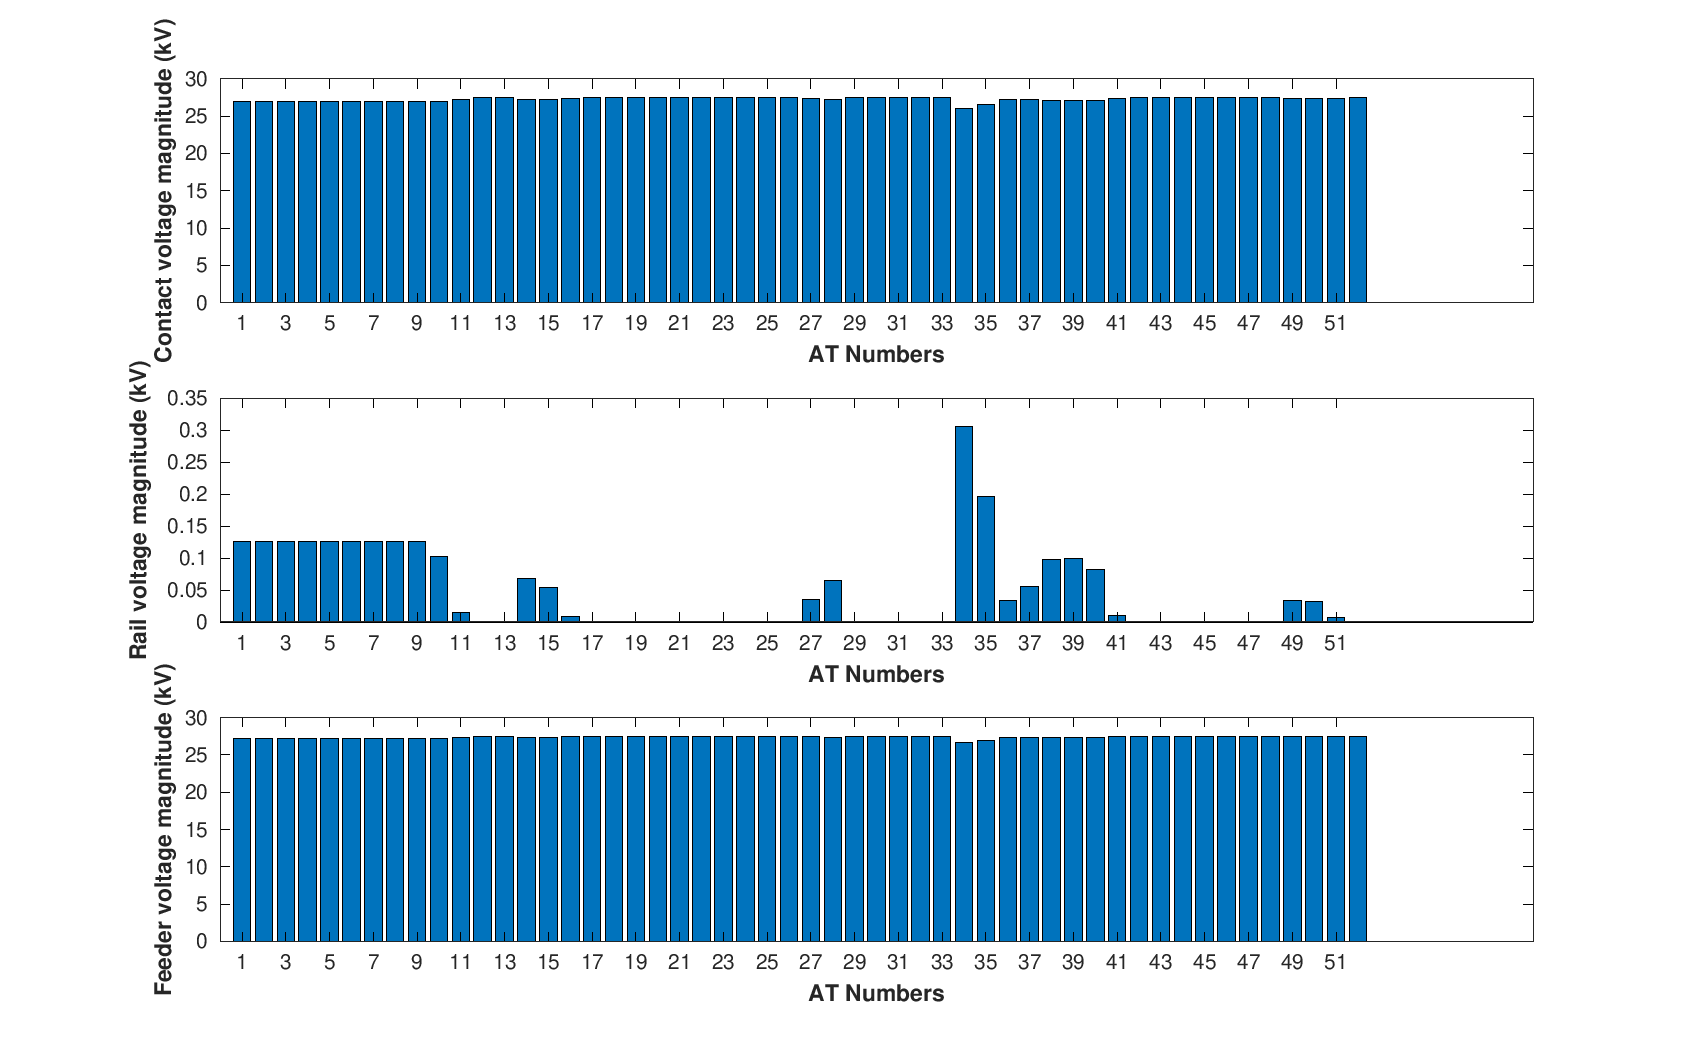 Contact voltage magnitude (kV)
30
25
20
15
10
5
0
1 3 5 7 9 11 13 15 17 19 21 23 25 27 29 31 33 35 37 39 41 43 45 47 49 51
AT Numbers
Rail voltage magnitude (kV)
0.35
0.3
0.25
0.2
0.15
0.1
0.05
0
1 3 5 7 9 11 13 15 17 19 21 23 25 27 29 31 33 35 37 39 41 43 45 47 49 51
AT Numbers
Feeder voltage magnitude (kV)
30
25
20
15
10
5
0
1 3 5 7 9 11 13 15 17 19 21 23 25 27 29 31 33 35 37 39 41 43 45 47 49 51
AT Numbers